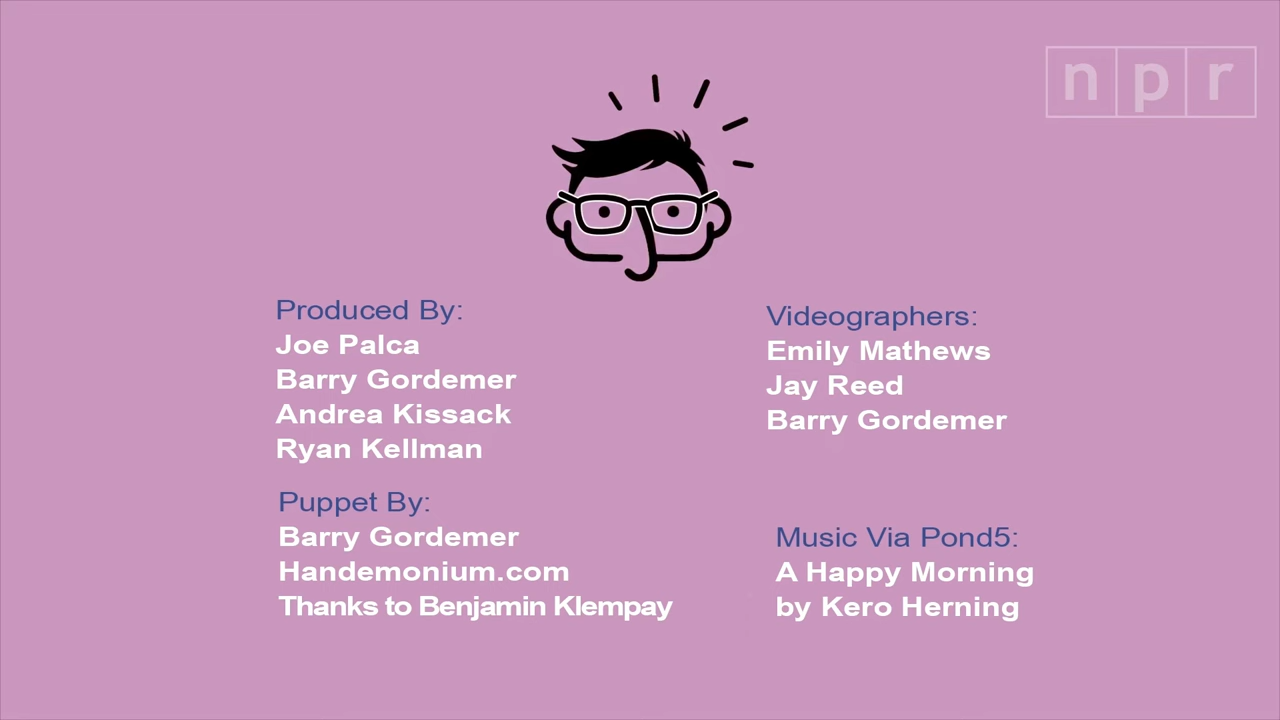 npr
Produced By:
Joe Palca
Barry Gordemer
Andrea Kissack
Ryan Kellman
Videographers:
Emily Mathews
Jay Reed
Barry Gordemer
Puppet By:
Barry Gordemer
Handemonium.com
Thanks to Benjamin Klempay
Music Via Pond5:
A Happy Morning
by Kero Herning